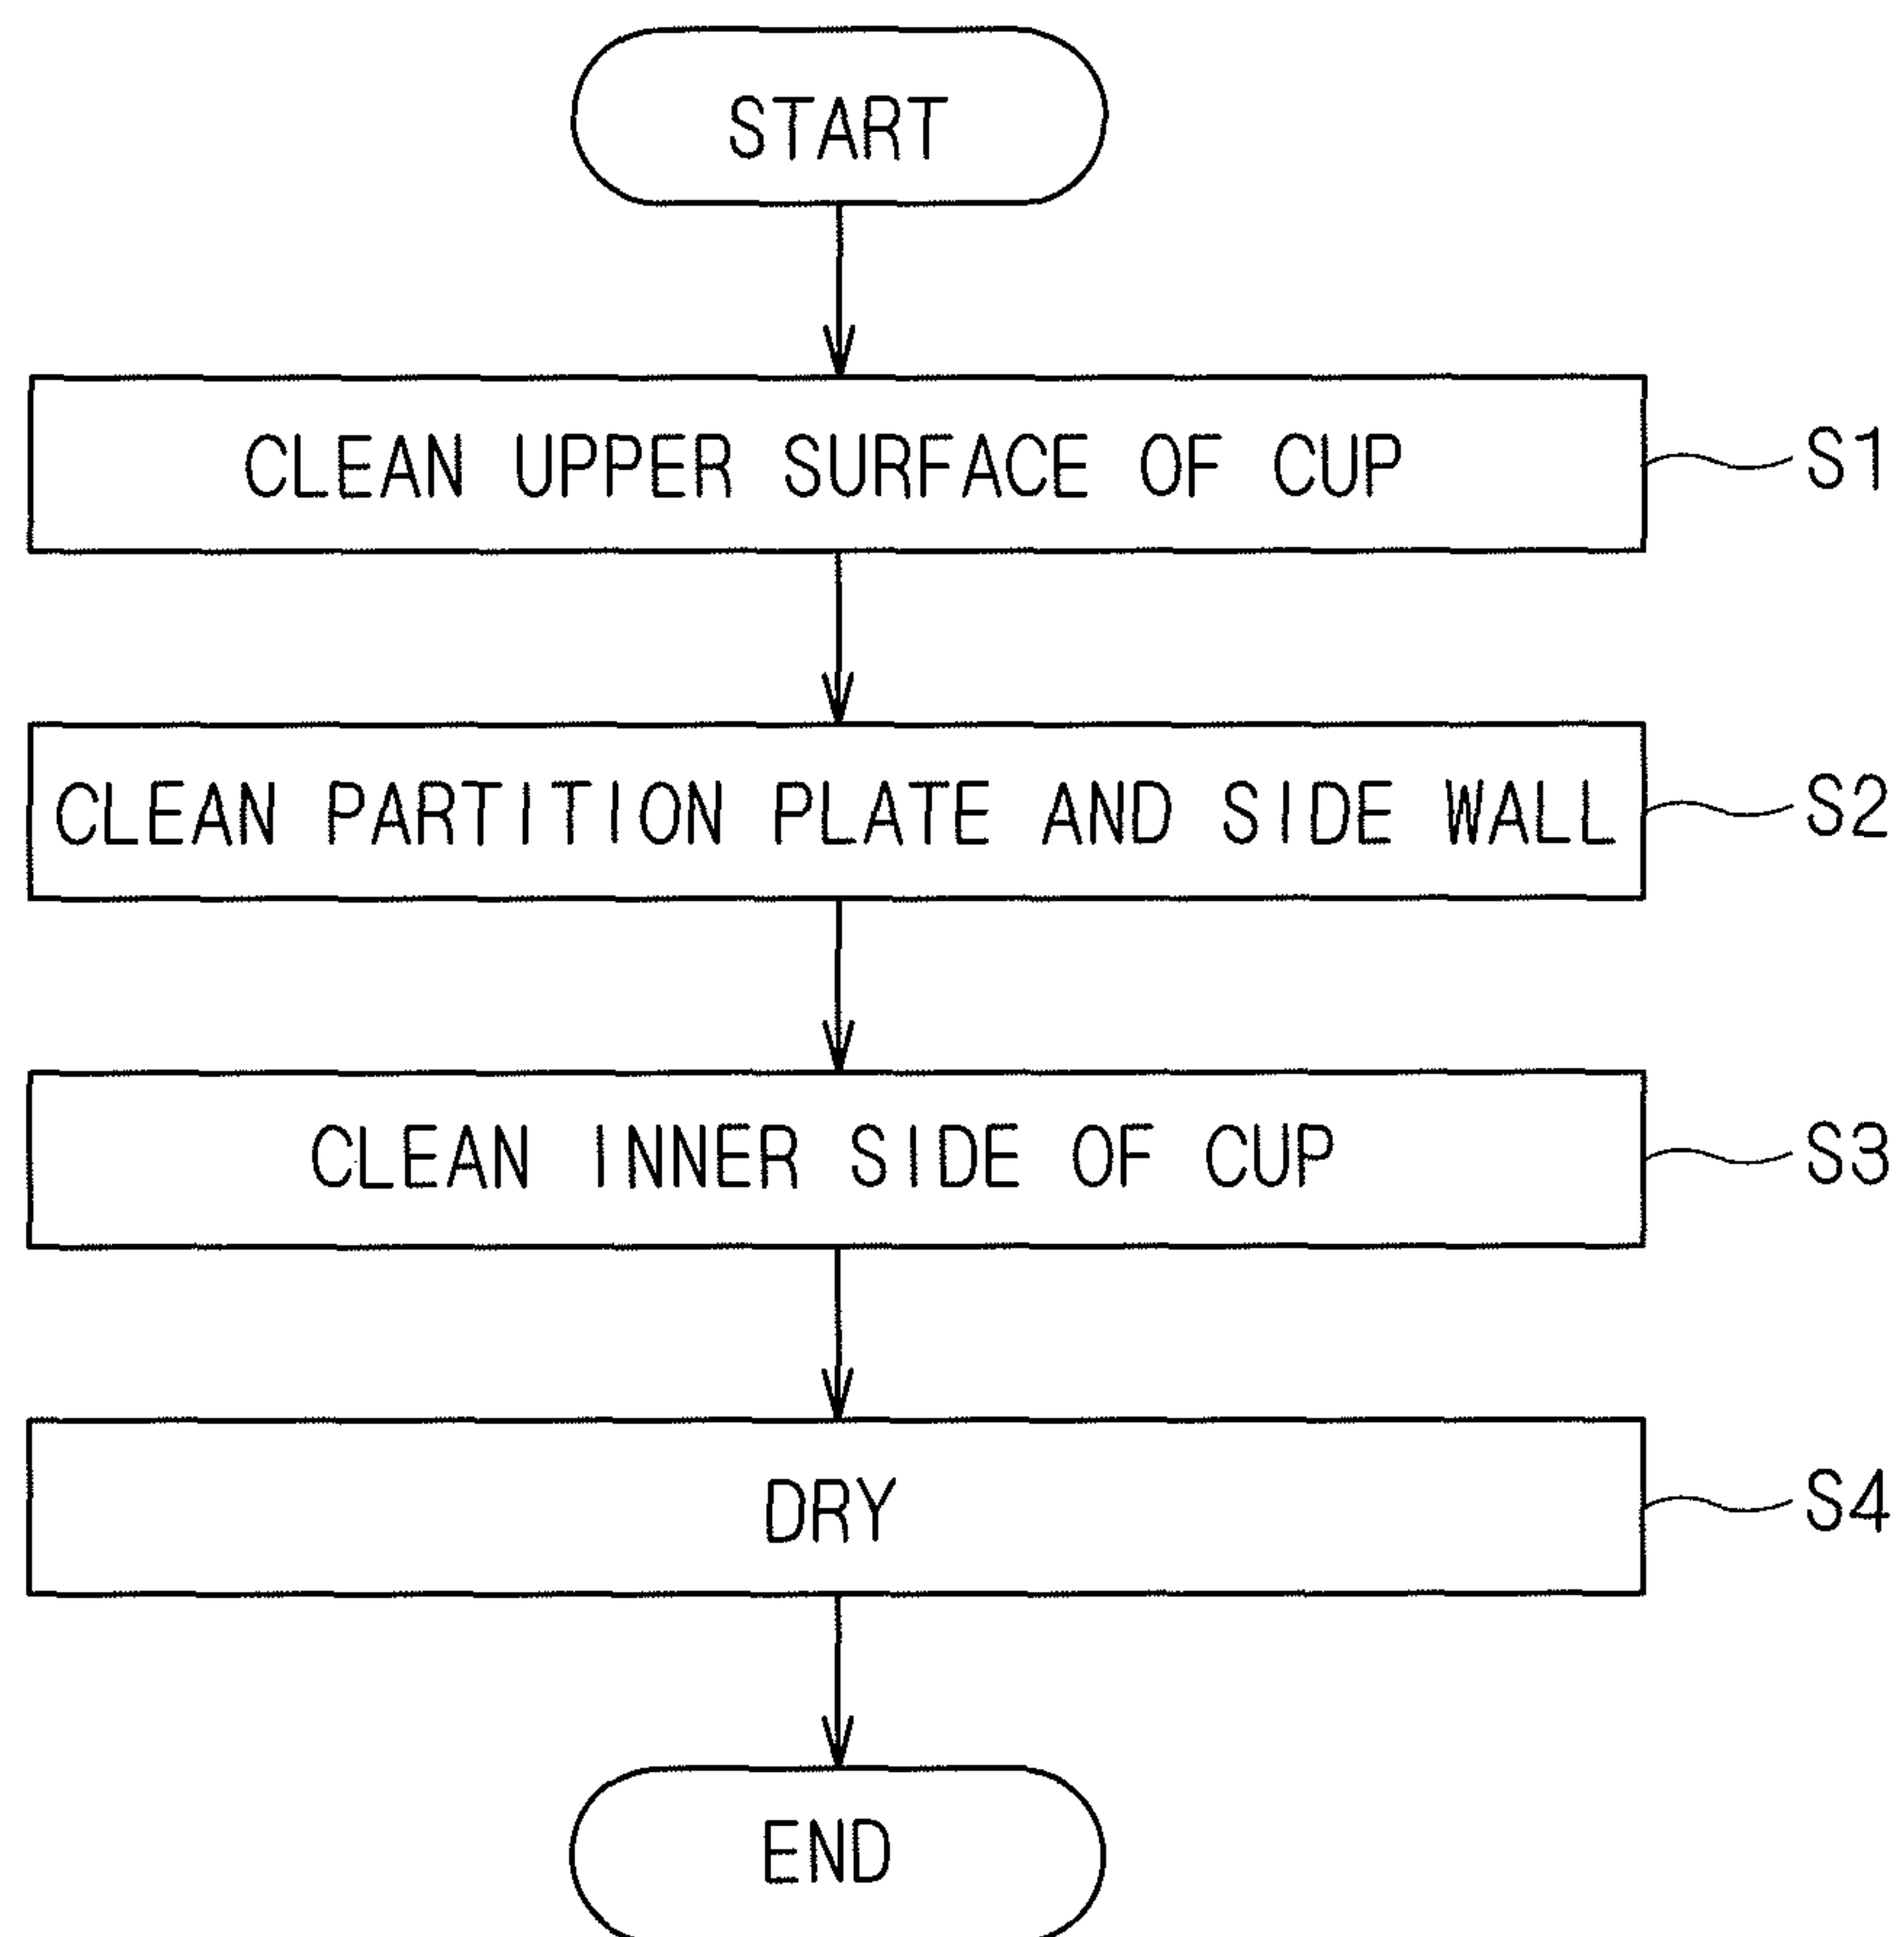 START
CLEAN UPPER SURFACE OF CUP S1
CLEAN PARTITION PLATE AND SIDE WALL S2
CLEAN INNER SIDE OF CUP S3
DRY S4
END